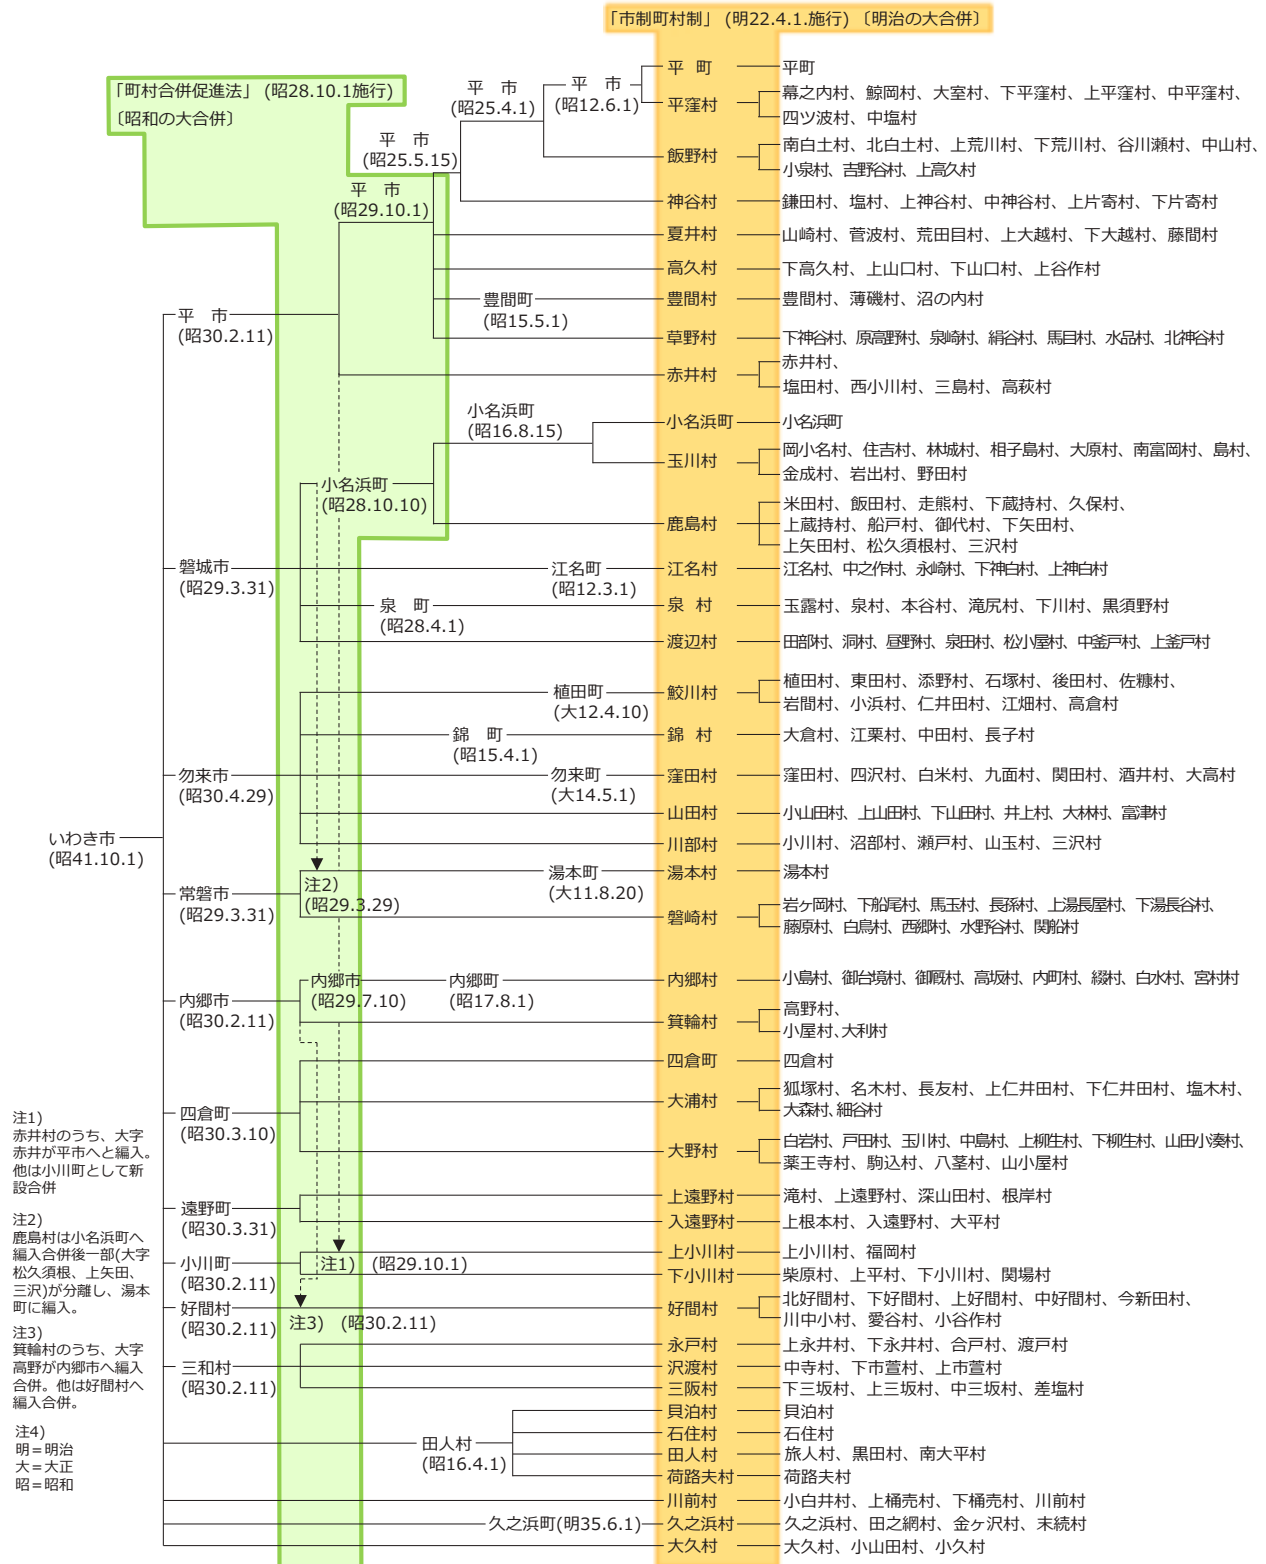 「市制町村制」 (明22.4.1.施行) 〔明治の大合併〕
「町村合併促進法」 (昭28.10.1施行)
〔昭和の大合併〕
平 町
平町
平 市
(昭12.6.1)
平 市
(昭25.4.1)
平窪村
幕之内村、鯨岡村、大室村、下平窪村、上平窪村、中平窪村、
四ツ波村、中塩村
平 市
(昭25.5.15)
飯野村
南白土村、北白土村、上荒川村、下荒川村、谷川瀬村、中山村、
小泉村、吉野谷村、上高久村
平 市
(昭29.10.1)
神谷村
鎌田村、塩村、上神谷村、中神谷村、上片寄村、下片寄村
夏井村
山崎村、菅波村、荒田目村、上大越村、下大越村、藤間村
高久村
下高久村、上山口村、下山口村、上谷作村
豊間町
(昭15.5.1)
豊間村
豊間村、薄磯村、沼の内村
平 市
(昭30.2.11)
草野村
下神谷村、原高野村、泉崎村、絹谷村、馬目村、水品村、北神谷村
赤井村
赤井村、
塩田村、西小川村、三島村、高萩村
小名浜町
(昭16.8.15)
小名浜町
小名浜町
玉川村
岡小名村、住吉村、林城村、相子島村、大原村、南富岡村、島村、
金成村、岩出村、野田村
小名浜町
(昭28.10.10)
鹿島村
米田村、飯田村、走熊村、下蔵持村、久保村、
上蔵持村、船戸村、御代村、下矢田村、
上矢田村、松久須根村、三沢村
磐城市
(昭29.3.31)
江名町
(昭12.3.1)
江名村
江名村、中之作村、永崎村、下神白村、上神白村
泉 町
(昭28.4.1)
泉 村
玉露村、泉村、本谷村、滝尻村、下川村、黒須野村
渡辺村
田部村、洞村、昼野村、泉田村、松小屋村、中釜戸村、上釜戸村
植田町
(大12.4.10)
鮫川村
植田村、東田村、添野村、石塚村、後田村、佐糠村、
岩間村、小浜村、仁井田村、江畑村、高倉村
錦 町
(昭15.4.1)
錦 村
大倉村、江栗村、中田村、長子村
勿来市
(昭30.4.29)
勿来町
(大14.5.1)
窪田村
窪田村、四沢村、白米村、九面村、関田村、酒井村、大高村
山田村
小山田村、上山田村、下山田村、井上村、大林村、富津村
川部村
小川村、沼部村、瀬戸村、山玉村、三沢村
いわき市
(昭41.10.1)
湯本町
(大11.8.20)
湯本村
湯本村
常磐市
(昭29.3.31)
注2)
(昭29.3.29)
磐崎村
岩ヶ岡村、下船尾村、馬玉村、長孫村、上湯長屋村、下湯長谷村、
藤原村、白鳥村、西郷村、水野谷村、関船村
内郷市
(昭29.7.10)
内郷町
(昭17.8.1)
内郷村
小島村、御台境村、御厩村、高坂村、内町村、綴村、白水村、宮村村
内郷市
(昭30.2.11)
箕輪村
高野村、
小屋村、大利村
四倉町
四倉村
四倉町
(昭30.3.10)
大浦村
狐塚村、名木村、長友村、上仁井田村、下仁井田村、塩木村、
大森村、細谷村
大野村
白岩村、戸田村、玉川村、中島村、上柳生村、下柳生村、山田小湊村、
薬王寺村、駒込村、八茎村、山小屋村
遠野町
(昭30.3.31)
上遠野村
滝村、上遠野村、深山田村、根岸村
入遠野村
上根本村、入遠野村、大平村
小川町
(昭30.2.11)
注1) (昭29.10.1)
上小川村
上小川村、福岡村
下小川村
柴原村、上平村、下小川村、関場村
好間村
(昭30.2.11)
注3) (昭30.2.11)
好間村
北好間村、下好間村、上好間村、中好間村、今新田村、
川中小村、愛谷村、小谷作村
三和村
(昭30.2.11)
永戸村
上永井村、下永井村、合戸村、渡戸村
沢渡村
中寺村、下市萱村、上市萱村
三阪村
下三坂村、上三坂村、中三坂村、差塩村
田人村
(昭16.4.1)
貝泊村
貝泊村
石住村
石住村
田人村
旅人村、黒田村、南大平村
荷路夫村
荷路夫村
川前村
小白井村、上桶売村、下桶売村、川前村
久之浜町(明35.6.1)
久之浜村
久之浜村、田之網村、金ヶ沢村、末続村
大久村
大久村、小山田村、小久村
注1)
赤井村のうち、大字
赤井が平市へと編入。
他は小川町として新
設合併
注2)
鹿島村は小名浜町へ
編入合併後一部(大字
松久須根、上矢田、
三沢)が分離し、湯本
町に編入。
注3)
箕輪村のうち、大字
高野が内郷市へ編入
合併。他は好間村へ
編入合併。
注4)
明＝明治
大＝大正
昭＝昭和